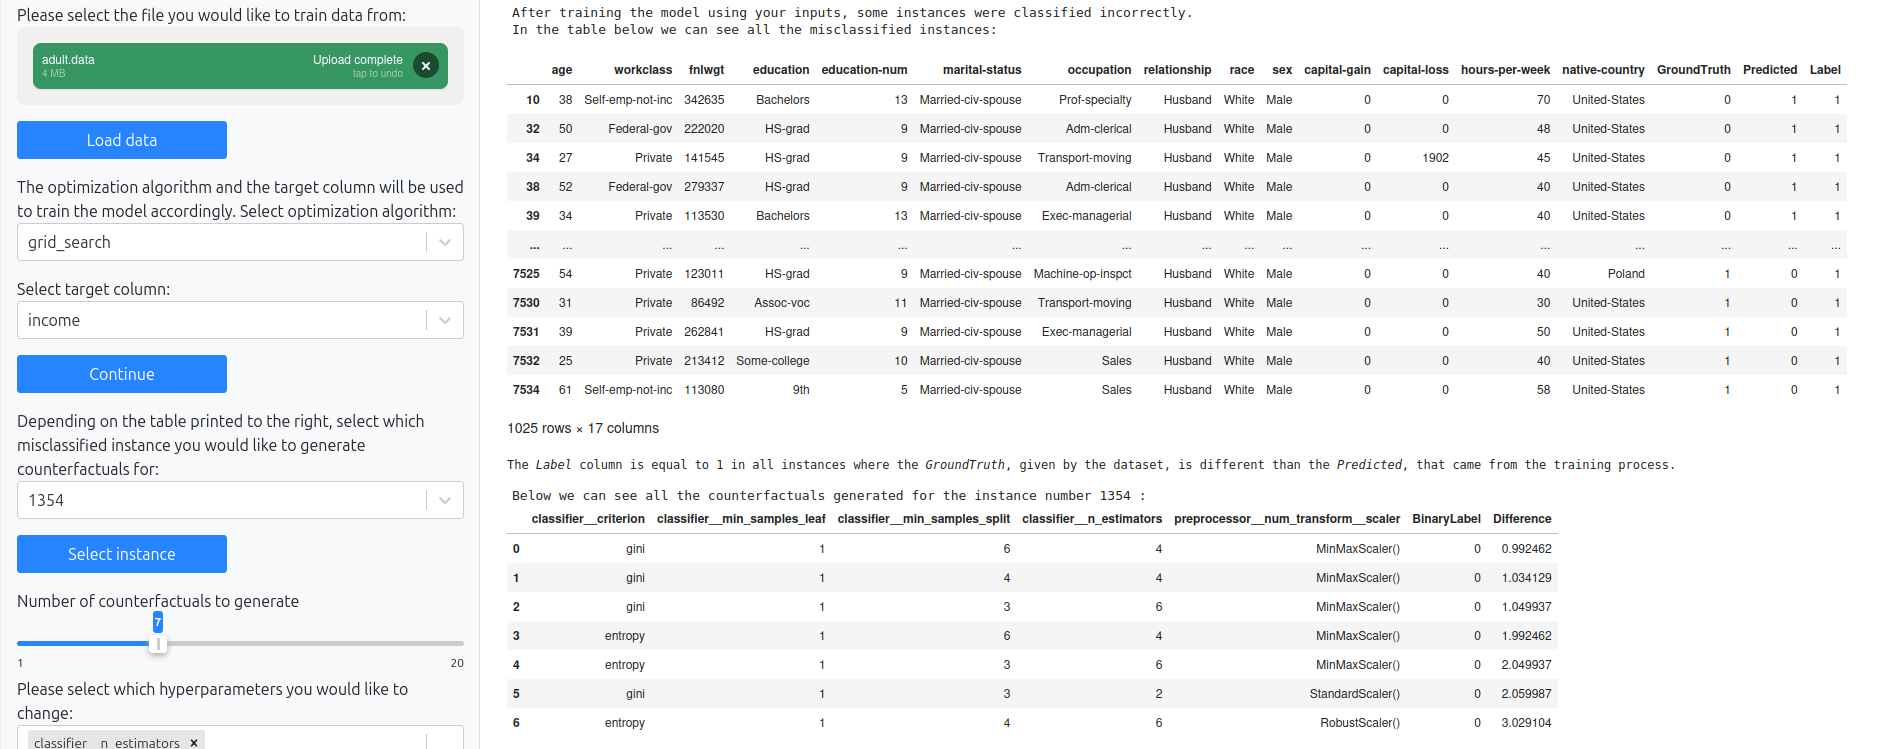 Please select the file you would like to train data from:
adult.data
4 MB
Upload complete
tap to undo
Load data
The optimization algorithm and the target column will be used
to train the model accordingly. Select optimization algorithm:
grid_search
Select target column:
income
Continue
Depending on the table printed to the right, select which
misclassified instance you would like to generate
counterfactuals for:
1354
Select instance
Number of counterfactuals to generate
7
1 20
Please select which hyperparameters you would like to
change:
classifier__n_estimators ×
After training the model using your inputs, some instances were classified incorrectly.
In the table below we can see all the misclassified instances:
age workclass fnlwgt education education-num marital-status occupation relationship race sex capital-gain capital-loss hours-per-week native-country GroundTruth Predicted Label
10 38 Self-emp-not-inc 342635 Bachelors 13 Married-civ-spouse Prof-specialty Husband White Male 0 0 70 United-States 0 1 1
32 50 Federal-gov 222020 HS-grad 9 Married-civ-spouse Adm-clerical Husband White Male 0 0 48 United-States 0 1 1
34 27 Private 141545 HS-grad 9 Married-civ-spouse Transport-moving Husband White Male 0 1902 45 United-States 0 1 1
38 52 Federal-gov 279337 HS-grad 9 Married-civ-spouse Adm-clerical Husband White Male 0 0 40 United-States 0 1 1
39 34 Private 113530 Bachelors 13 Married-civ-spouse Exec-managerial Husband White Male 0 0 40 United-States 0 1 1
... ... ... ... ... ... ... ... ... ... ... ... ... ... ... ... ... ...
7525 54 Private 123011 HS-grad 9 Married-civ-spouse Machine-op-inspct Husband White Male 0 0 40 Poland 1 0 1
7530 31 Private 86492 Assoc-voc 11 Married-civ-spouse Transport-moving Husband White Male 0 0 30 United-States 1 0 1
7531 39 Private 262841 HS-grad 9 Married-civ-spouse Exec-managerial Husband White Male 0 0 50 United-States 1 0 1
7532 25 Private 213412 Some-college 10 Married-civ-spouse Sales Husband White Male 0 0 40 United-States 1 0 1
7534 61 Self-emp-not-inc 113080 9th 5 Married-civ-spouse Sales Husband White Male 0 0 58 United-States 1 0 1
1025 rows × 17 columns
The Label column is equal to 1 in all instances where the GroundTruth, given by the dataset, is different than the Predicted, that came from the training process.
Below we can see all the counterfactuals generated for the instance number 1354 :
classifier__criterion classifier__min_samples_leaf classifier__min_samples_split classifier__n_estimators preprocessor__num_transform__scaler BinaryLabel Difference
0 gini 1 6 4 MinMaxScaler() 0 0.992462
1 gini 1 4 4 MinMaxScaler() 0 1.034129
2 gini 1 3 6 MinMaxScaler() 0 1.049937
3 entropy 1 6 4 MinMaxScaler() 0 1.992462
4 entropy 1 3 6 MinMaxScaler() 0 2.049937
5 gini 1 3 2 StandardScaler() 0 2.059987
6 entropy 1 4 6 RobustScaler() 0 3.029104